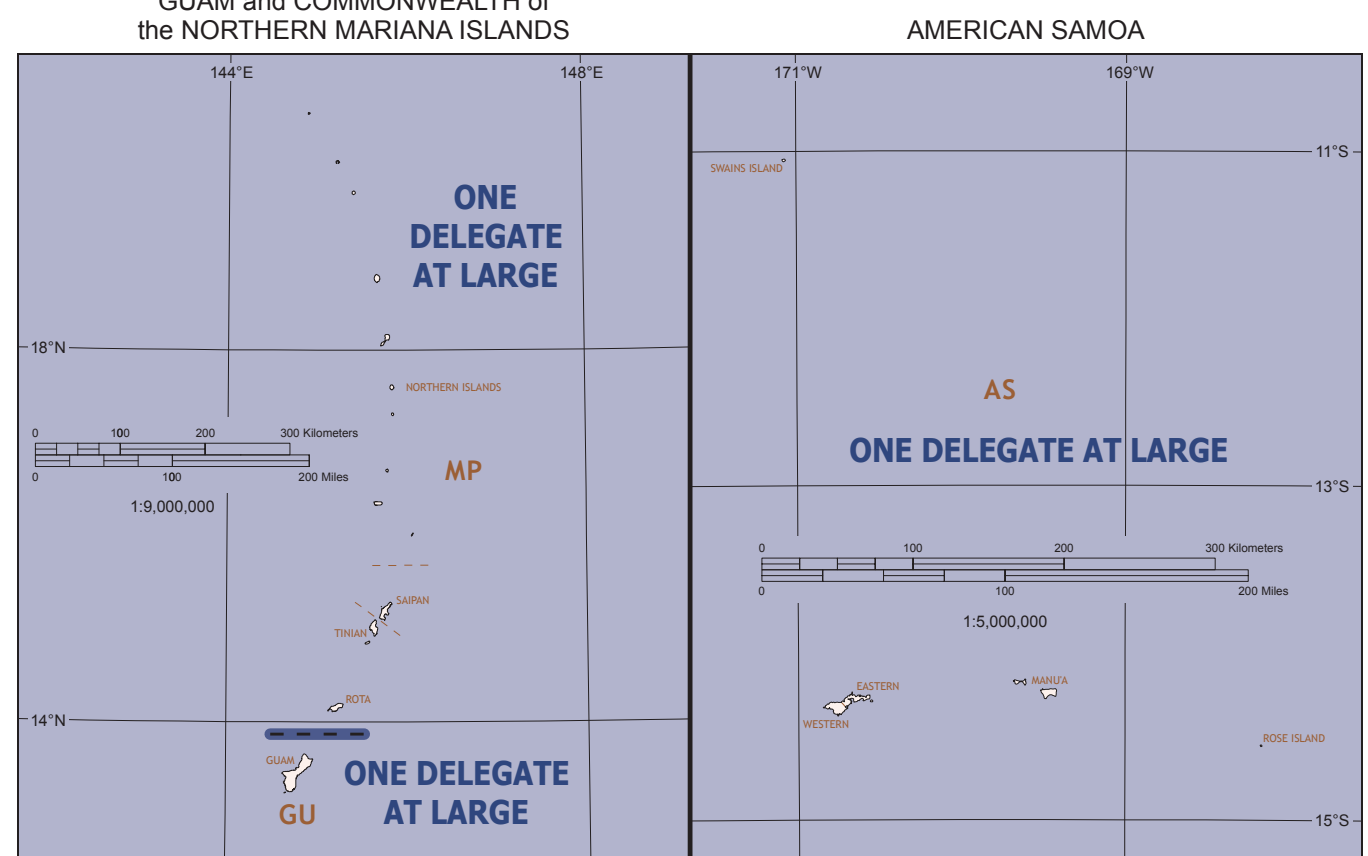 GUAM and COMMONWEALTH of
the NORTHERN MARIANA ISLANDS
144°E
148°E
ONE
DELEGATE
AT LARGE
18°N
NORTHERN ISLANDS
0 100 200 300 Kilometers
0 100 200 Miles
1:9,000,000
MP
SAIPAN
TINIAN
ROTA
14°N
GUAM
GU
ONE DELEGATE
AT LARGE
AMERICAN SAMOA
171°W
169°W
11°S
SWAINS ISLAND
AS
ONE DELEGATE AT LARGE
13°S
0 100 200 300 Kilometers
0 100 200 Miles
1:5,000,000
EASTERN
WESTERN
MANU'A
ROSE ISLAND
15°S